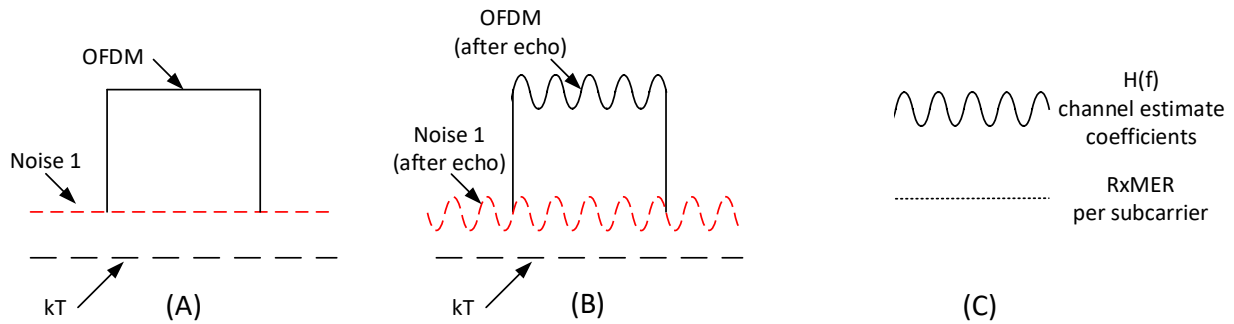 OFDM
Noise 1
kT
(A)
OFDM
(after echo)
Noise 1
(after echo)
kT
(B)
H(f)
channel estimate
coefficients
RxMER
per subcarrier
(C)